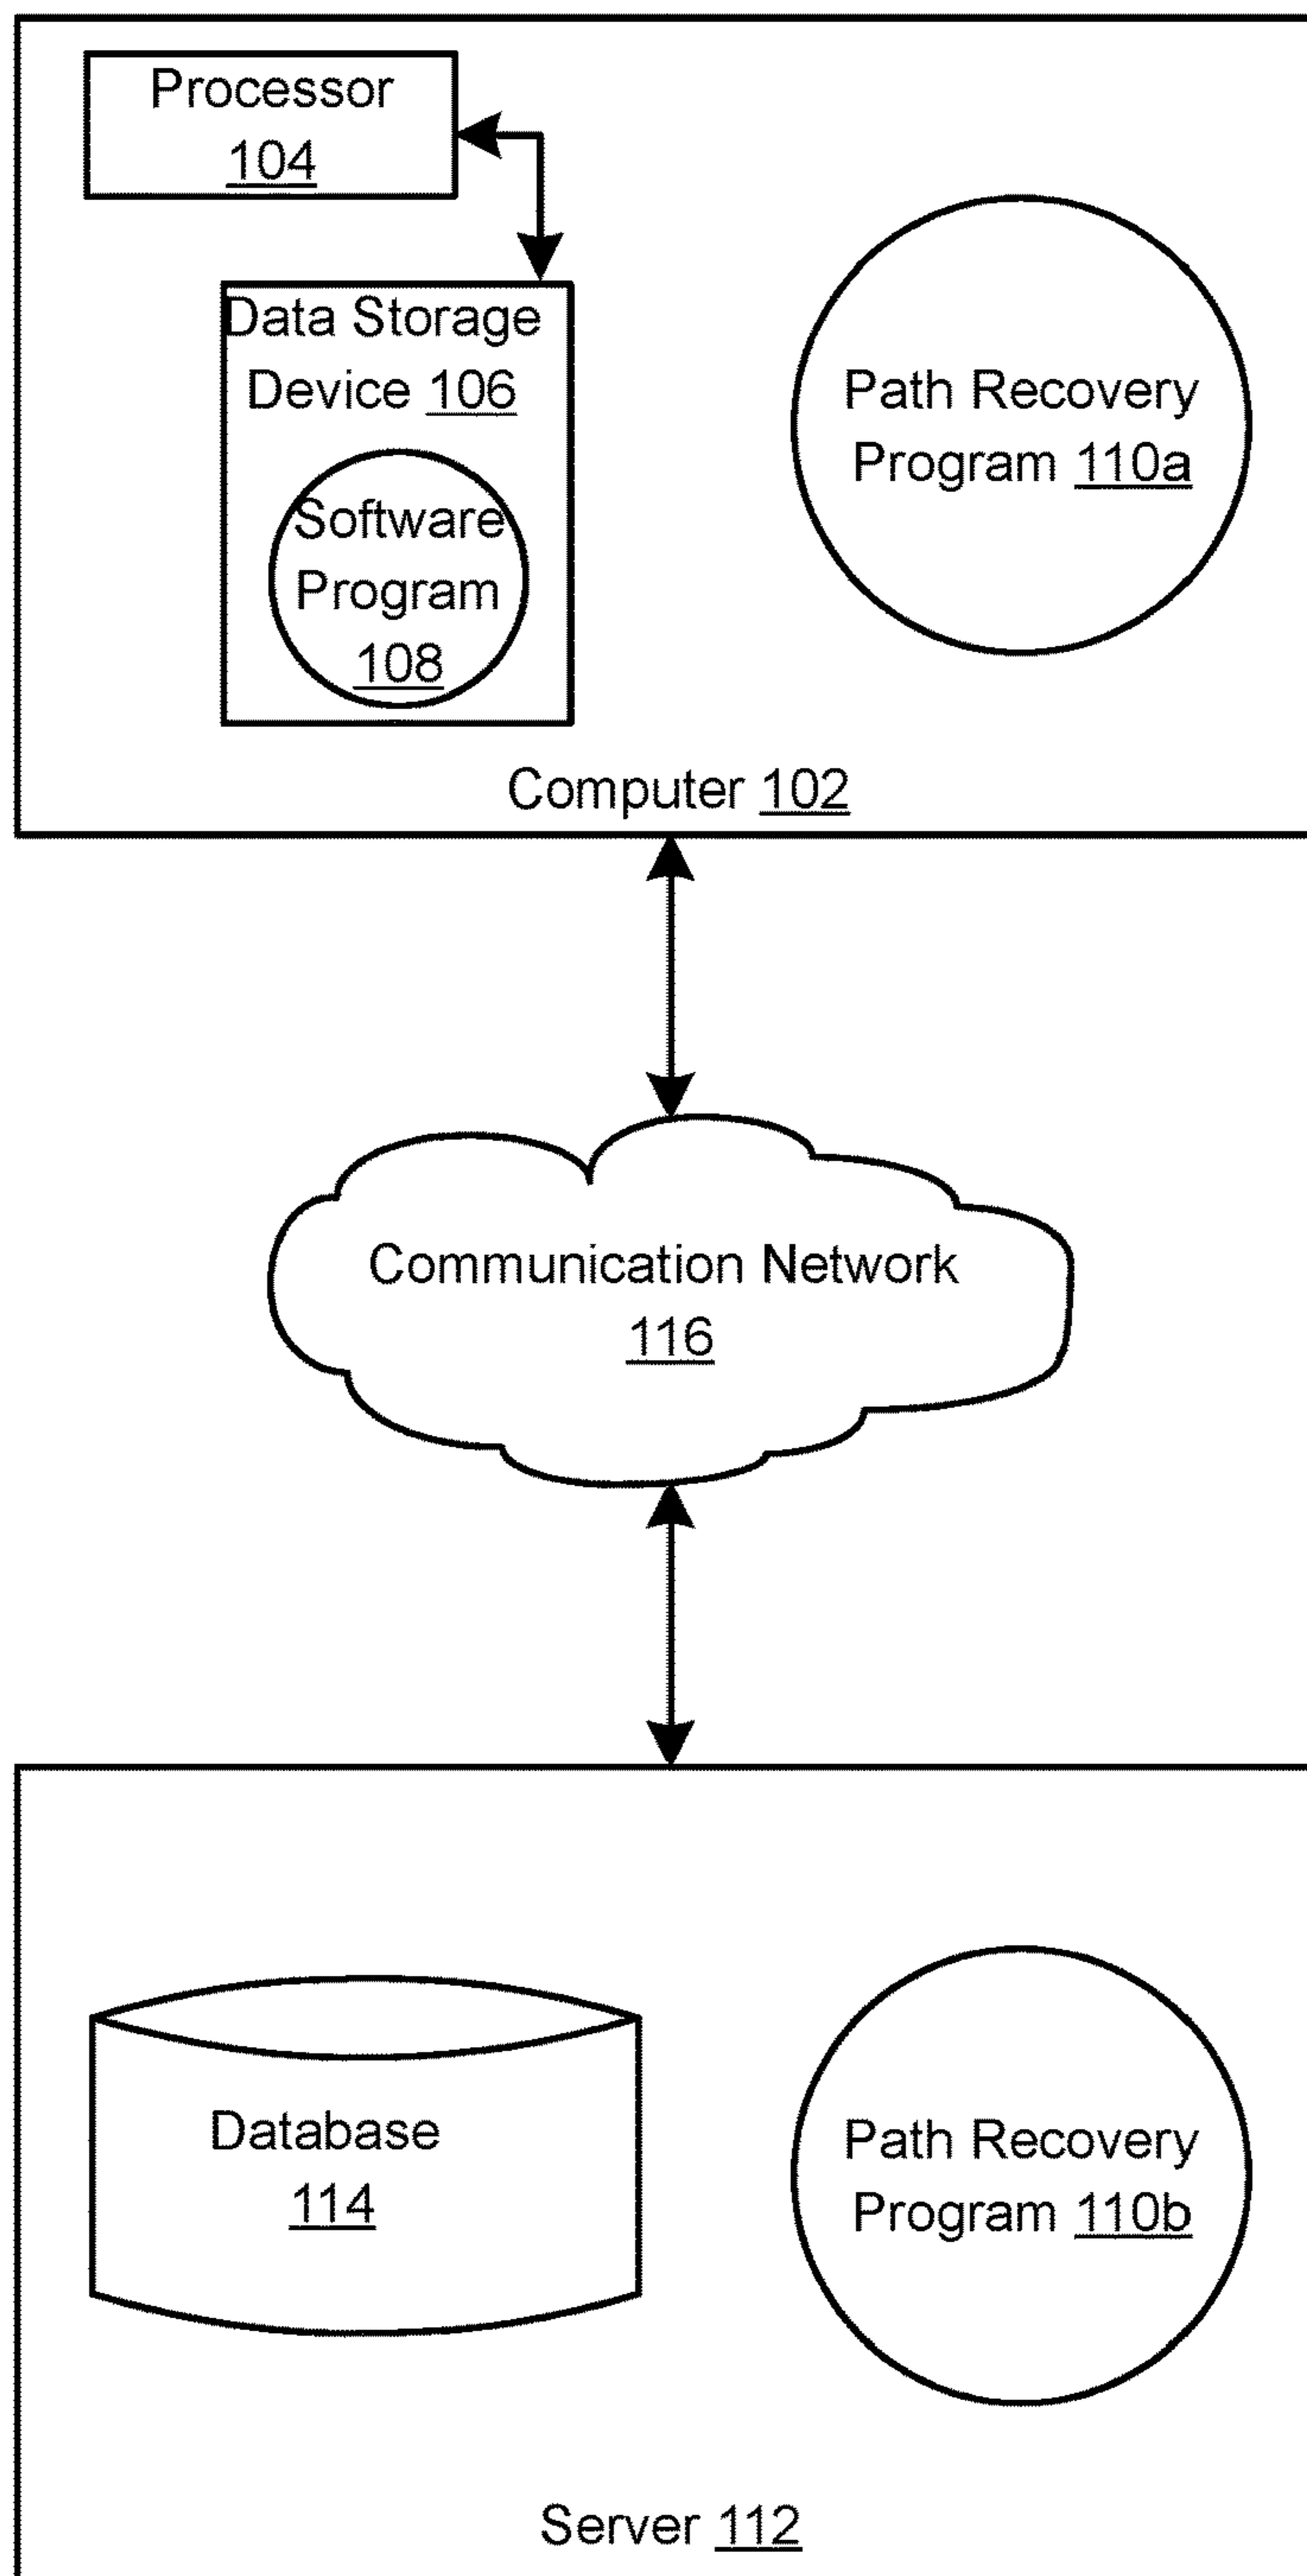 Processor
104
Data Storage
Device 106
Software
Program
108
Path Recovery
Program 110a
Computer 102
Communication Network
116
Database
114
Path Recovery
Program 110b
Server 112